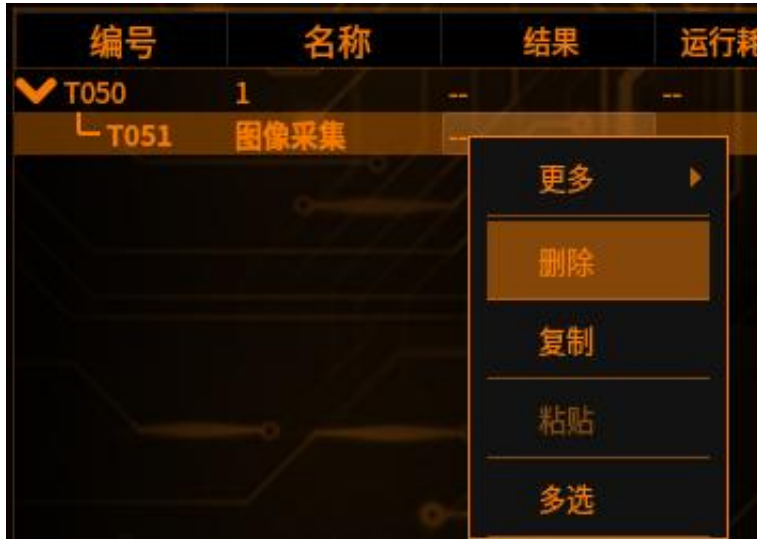 编号 名称 结果 运行耗
T050 1 -- --
T051 图像采集 --
更多
删除
复制
粘贴
多选